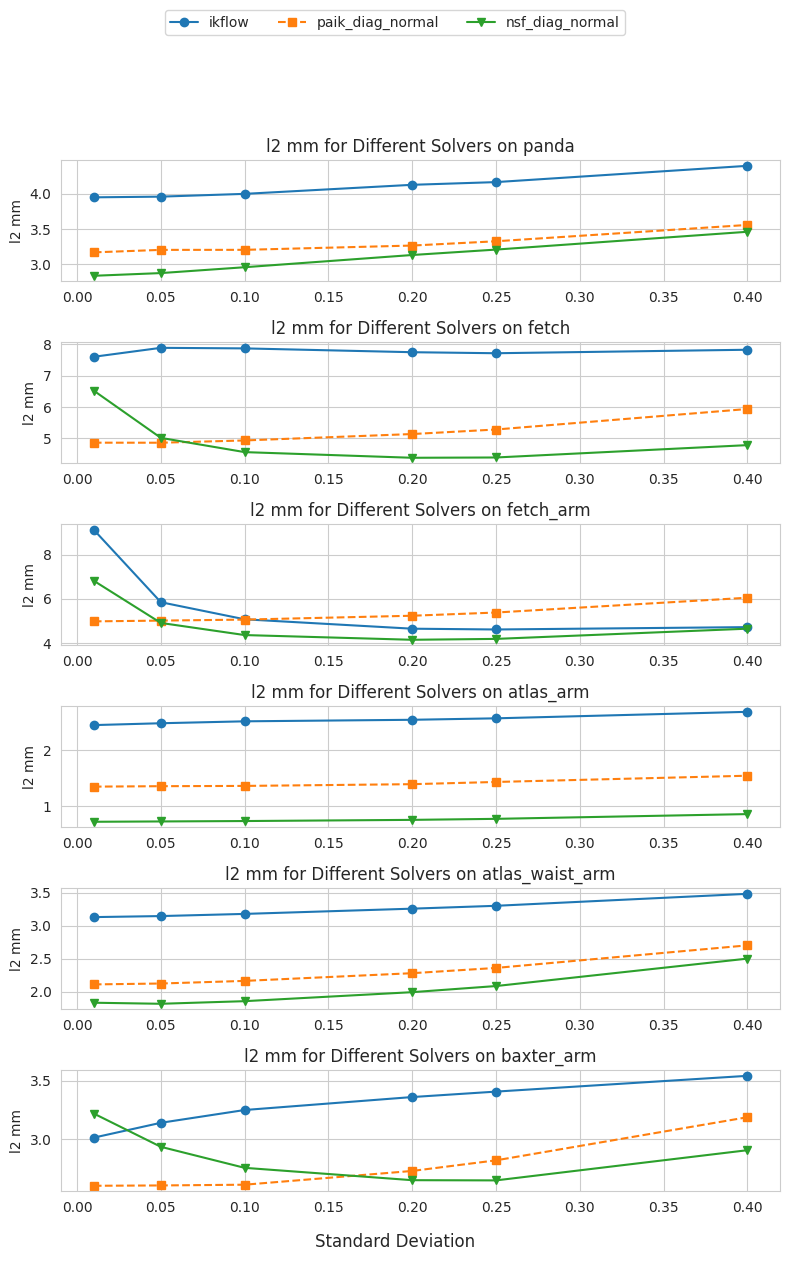 ikflow paik_diag_normal nsf_diag_normal
l2 mm for Different Solvers on panda
l2 mm
4.0
3.5
3.0
0.00 0.05 0.10 0.15 0.20 0.25 0.30 0.35 0.40
l2 mm for Different Solvers on fetch
l2 mm
8
7
6
5
0.00 0.05 0.10 0.15 0.20 0.25 0.30 0.35 0.40
l2 mm for Different Solvers on fetch_arm
l2 mm
8
6
4
0.00 0.05 0.10 0.15 0.20 0.25 0.30 0.35 0.40
l2 mm for Different Solvers on atlas_arm
l2 mm
2
1
0.00 0.05 0.10 0.15 0.20 0.25 0.30 0.35 0.40
l2 mm for Different Solvers on atlas_waist_arm
l2 mm
3.5
3.0
2.5
2.0
0.00 0.05 0.10 0.15 0.20 0.25 0.30 0.35 0.40
l2 mm for Different Solvers on baxter_arm
l2 mm
3.5
3.0
0.00 0.05 0.10 0.15 0.20 0.25 0.30 0.35 0.40
Standard Deviation